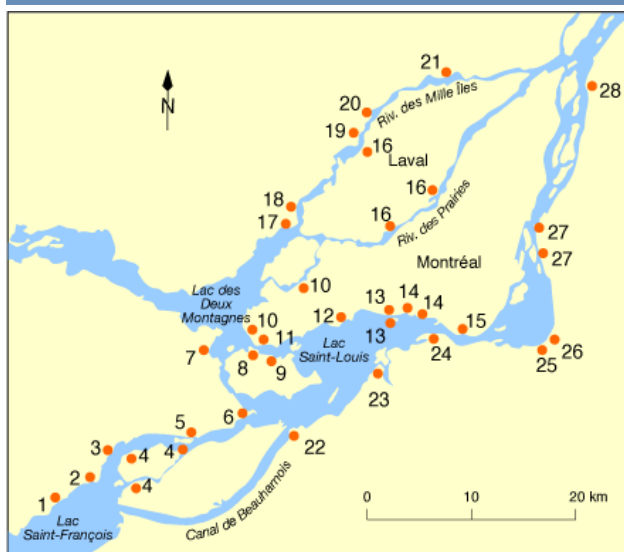 21
28
N
20
Riv. des Mille Îles
19
16
Laval
18
16
17
16
Riv. des Prairies
27
Montréal
27
Lac des
Deux
Montagnes
10
10
12
13
14
14
11
13
15
Lac
Saint-Louis
7
8
9
24
25
26
23
6
5
22
3
4
4
2
4
1
Lac
Saint-François
Canal de Beauharnois
0
10
20 km